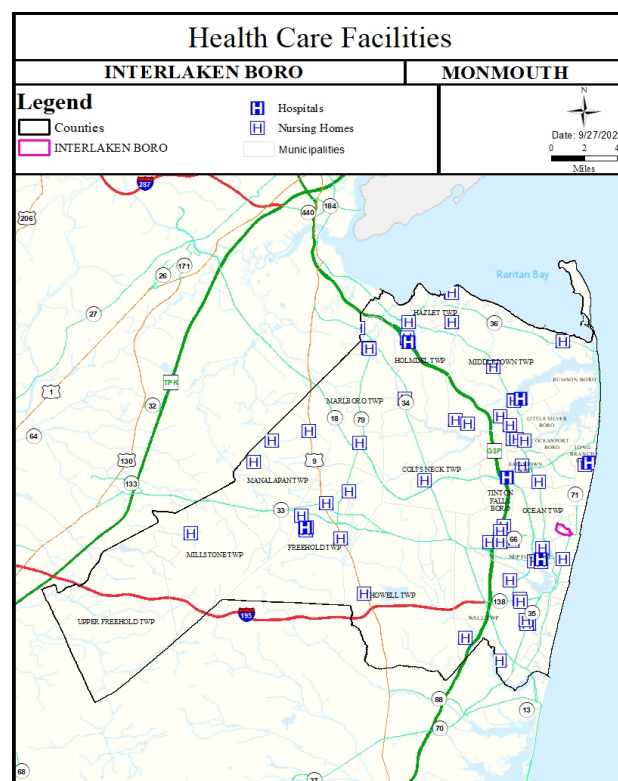 Health Care Facilities
INTERLAKEN BORO
MONMOUTH
Legend
Counties
INTERLAKEN BORO
H Hospitals
H Nursing Homes
Municipalities
N
Date: 9/27/202
0 2 4
Miles
287
206
440
184
171
26
27
Raritan Bay
HAZLET TWP
36
HOLMDEL TWP
MIDDLETOWN TWP
TPK
1
32
RUMSON BORO
MARLBORO TWP
34
18
79
LITTLE SILVER
BORO
64
OCEANPORT
BORO
LONG
BRANCH
130
9
GSP
133
MANALAPAN TWP
COLTS NECK TWP
TINTON
FALLS
BORO
71
33
OCEAN TWP
MILLSTONE TWP
FREEHOLD TWP
66
HOWELL TWP
195
138
35
UPPER FREEHOLD TWP
WALL TWP
88
13
70
68
37